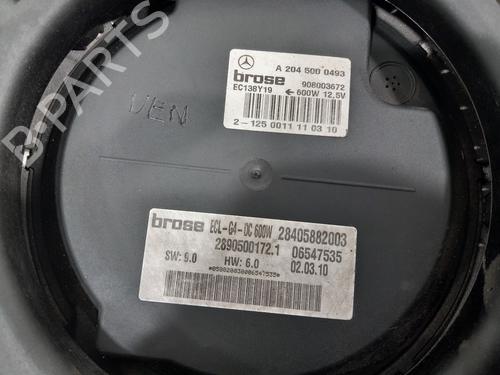 A 204 500 0493
brose
908003672
EC138Y19 ← 600W 12.5V
2-125 0011 11 03 10
VEN
brose ECL-G4-DC 600W 28405882003
2890500172.1 06547535
SW: 9.0 HW: 6.0 02.03.10
B-PARTS